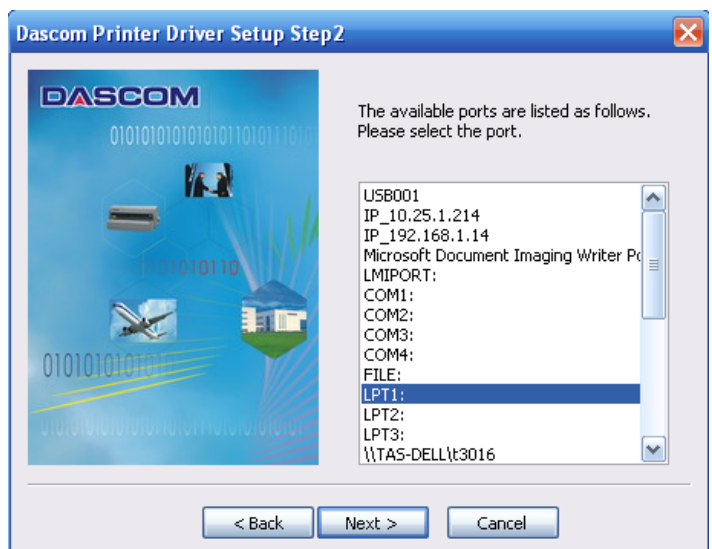 Dascom Printer Driver Setup Step2
DASCOM
01010101010101011010111010
The available ports are listed as follows.
Please select the port.
USB001
IP_10.25.1.214
IP_192.168.1.14
Microsoft Document Imaging Writer Po
LMIPORT:
COM1:
COM2:
COM3:
COM4:
FILE:
LPT1:
LPT2:
LPT3:
\\TAS-DELL\t3016
< Back
Next >
Cancel